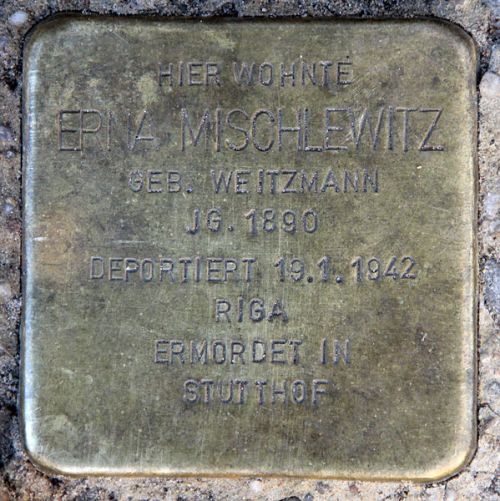 HIER WOHNTE
ERNA MISCHLEWITZ
GEB. WEITZMANN
JG. 1890
DEPORTIERT 19.1.1942
RIGA
ERMORDET IN
STUTTHOF